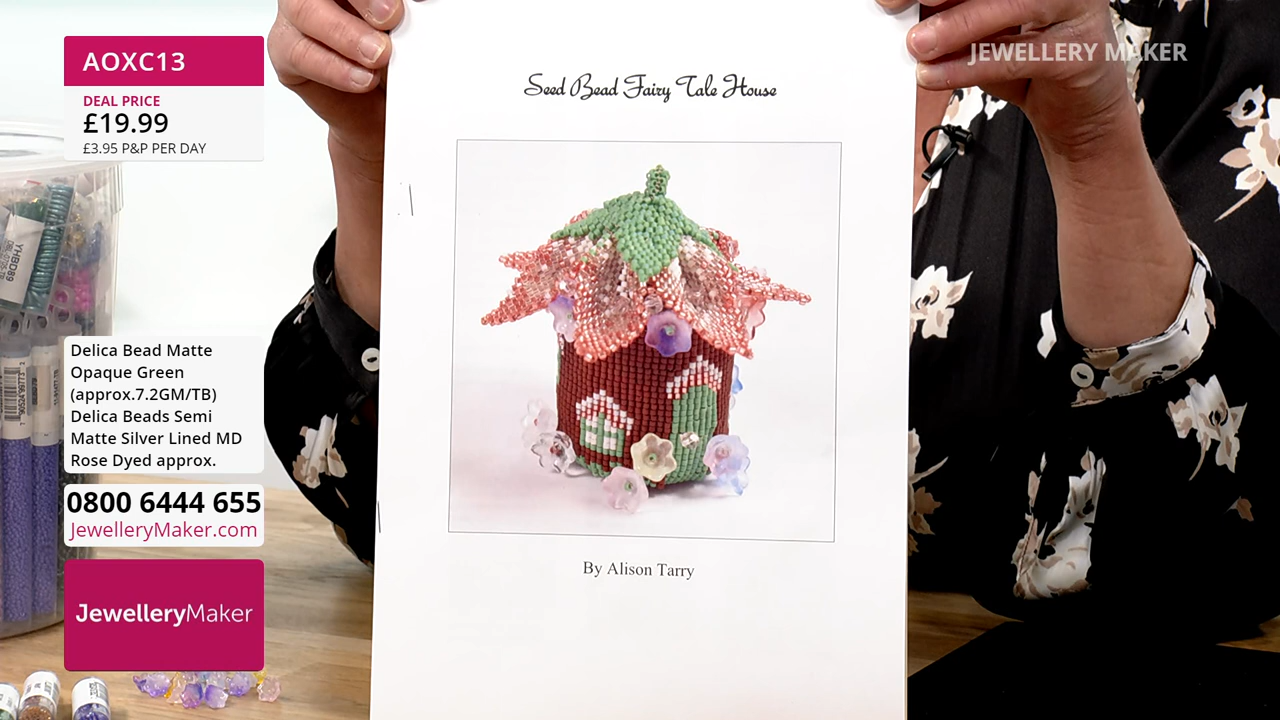 AOXC13
DEAL PRICE
£19.99
£3.95 P&P PER DAY
Delica Bead Matte
Opaque Green
(approx.7.2GM/TB)
Delica Beads Semi
Matte Silver Lined MD
Rose Dyed approx.
0800 6444 655
JewelleryMaker.com
JewelleryMaker
JEWELLERY MAKER
Seed Bead Fairy Tale House
By Alison Tarry
YHBD89